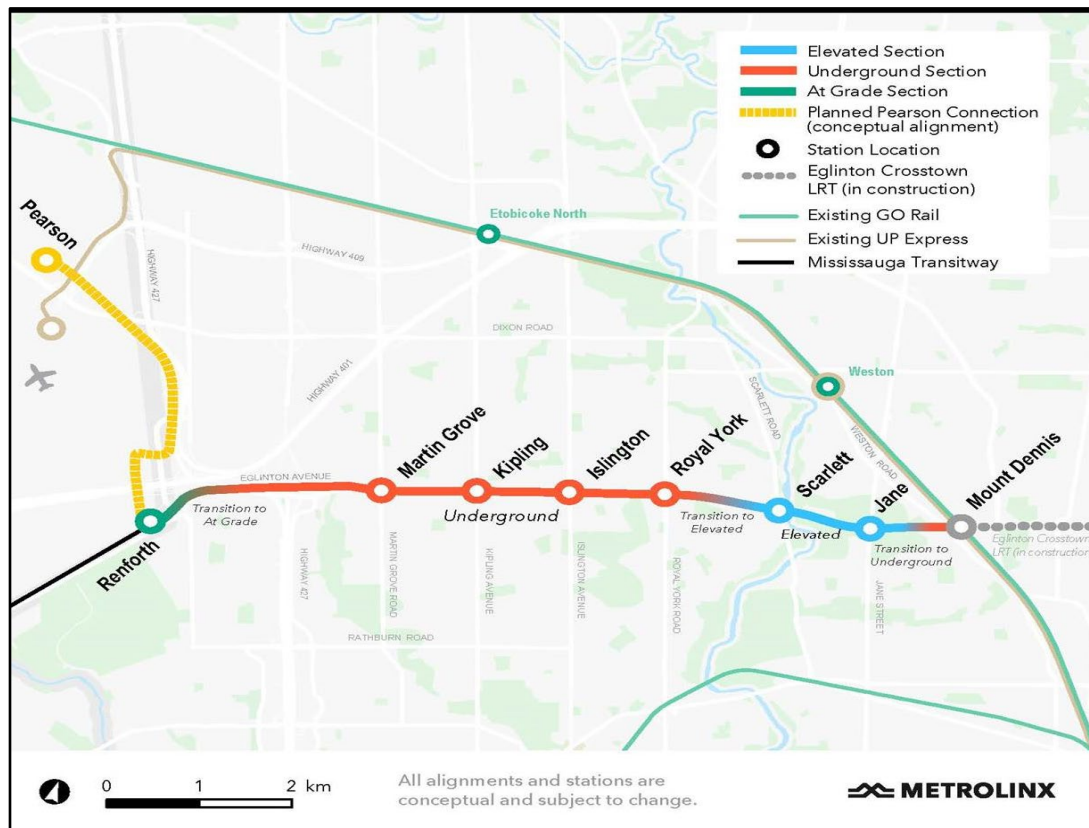 Elevated Section
Underground Section
At Grade Section
Planned Pearson Connection
(conceptual alignment)
Station Location
Eglinton Crosstown
LRT (in construction)
Existing GO Rail
Existing UP Express
Mississauga Transitway
Pearson
HIGHWAY 427
HIGHWAY 409
Etobicoke North
DIXON ROAD
HIGHWAY 401
SCARLETT ROAD
Weston
WESTON ROAD
EGLINTON AVENUE
Martin Grove
Kipling
Islington
Royal York
Scarlett
Jane
Mount Dennis
Renforth
Transition to
At Grade
Underground
Transition to
Elevated
Elevated
Transition to
Underground
Eglinton Crosstown
LRT (in construction)
HIGHWAY 427
MARTIN GROVE ROAD
KIPLING AVENUE
ISLINGTON AVENUE
ROYAL YORK ROAD
JANE STREET
RATHBURN ROAD
0 1 2 km
All alignments and stations are
conceptual and subject to change.
METROLINX